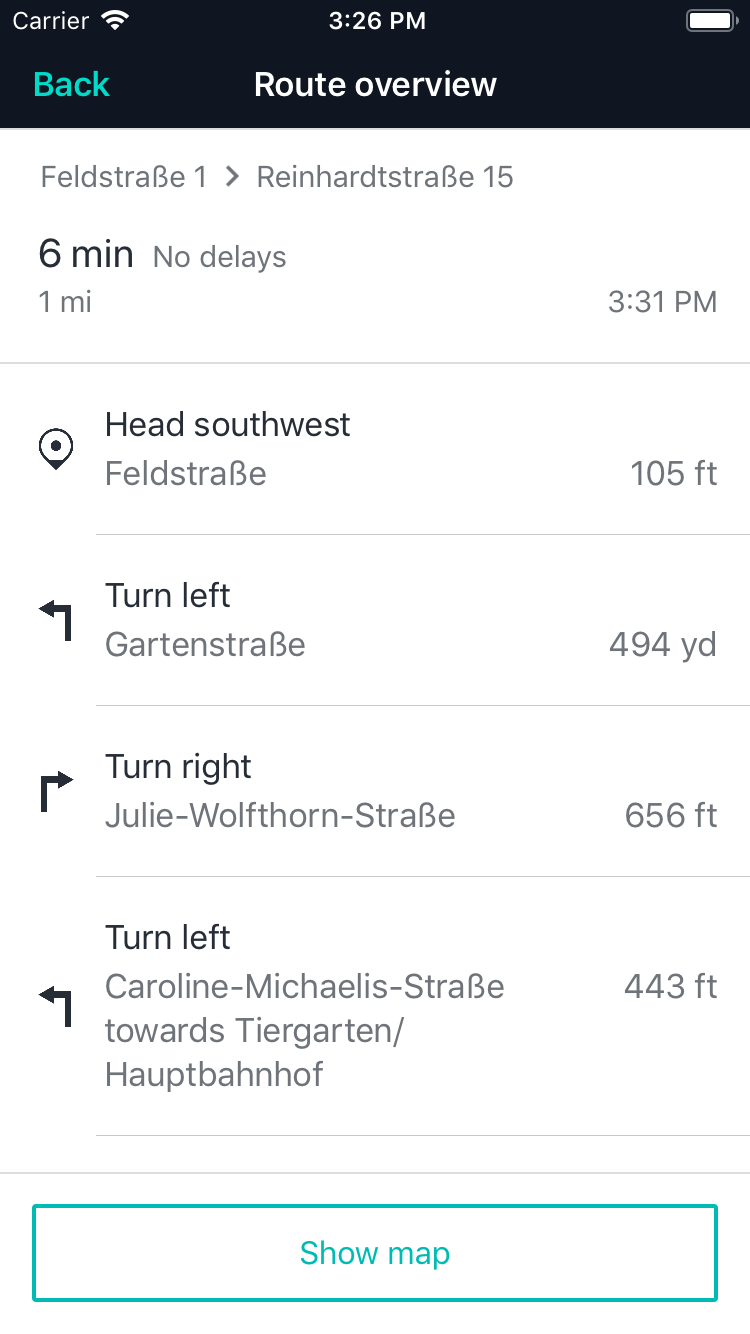 Carrier 3:26 PM
Back Route overview
Feldstraße 1 > Reinhardtstraße 15
6 min No delays
1 mi 3:31 PM
Head southwest
Feldstraße 105 ft
Turn left
Gartenstraße 494 yd
Turn right
Julie-Wolfthorn-Straße 656 ft
Turn left
Caroline-Michaelis-Straße 443 ft
towards Tiergarten/
Hauptbahnhof
Show map